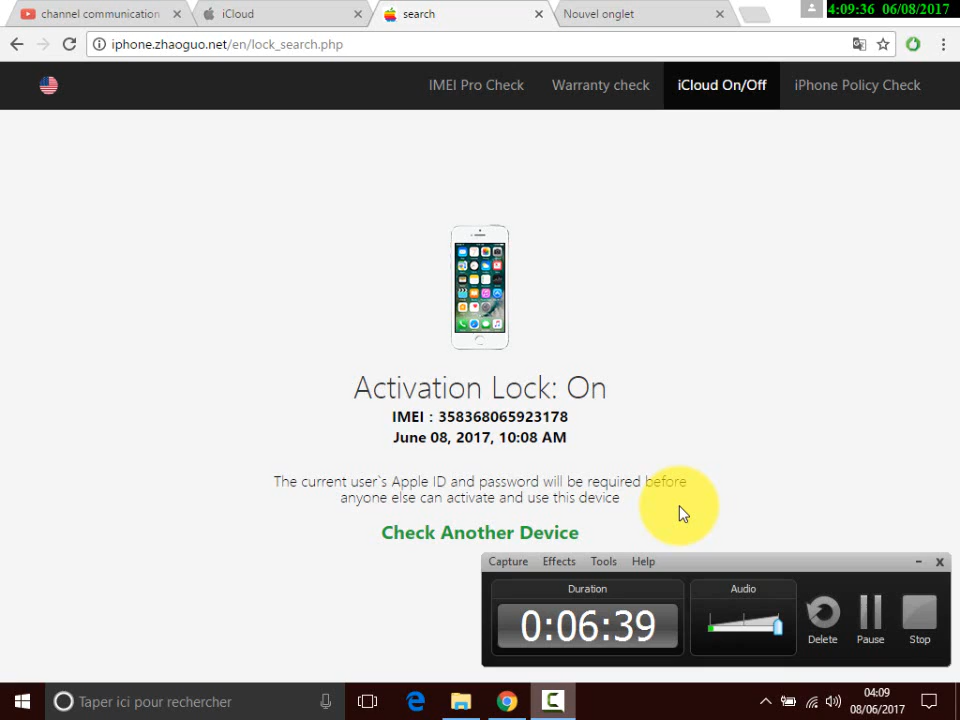 channel communication
iCloud
search
Nouvel onglet
4:09:36 06/08/2017
iphone.zhaoguo.net/en/lock_search.php
IMEI Pro Check
Warranty check
iCloud On/Off
iPhone Policy Check
Activation Lock: On
IMEI : 358368065923178
June 08, 2017, 10:08 AM
The current user`s Apple ID and password will be required before
anyone else can activate and use this device
Check Another Device
Capture Effects Tools Help
Duration
Audio
0:06:39
Delete
Pause
Stop
Taper ici pour rechercher
04:09
08/06/2017